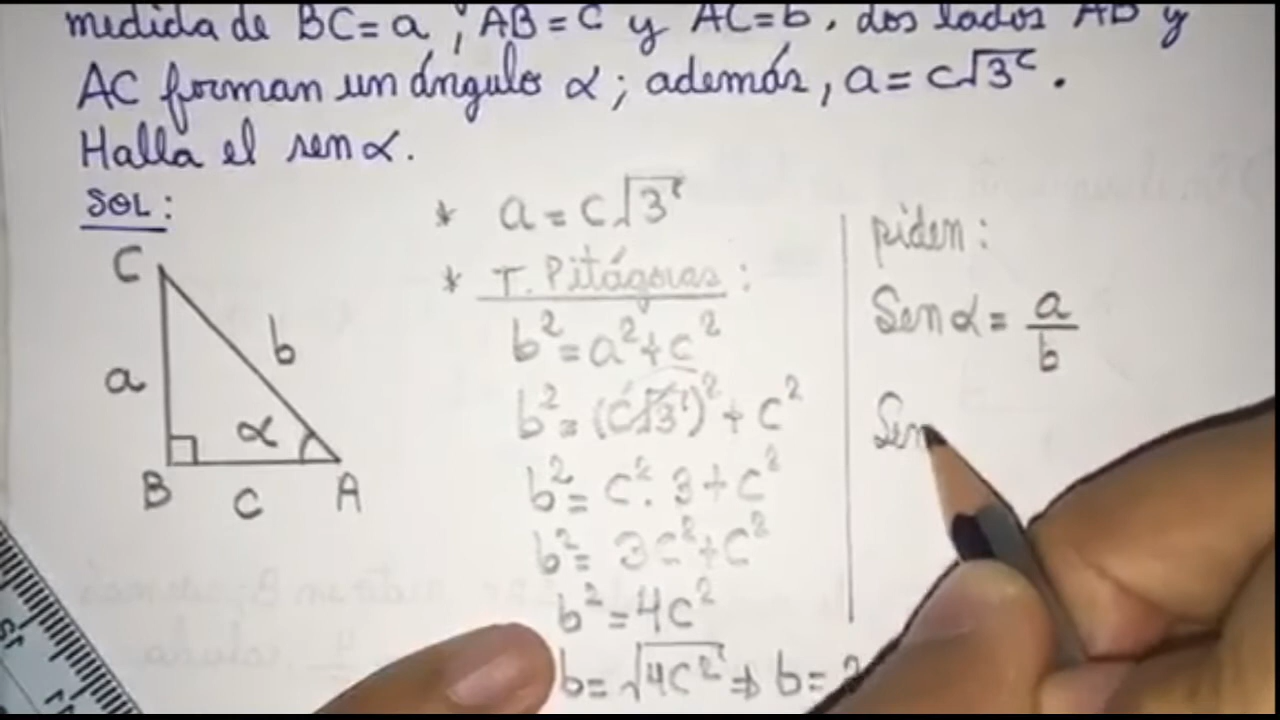 medida de BC = a , AB = C y AC = b . dos lados AB y
AC forman un ángulo α ; además, a = c√3 .
Halla el sen α.
SOL :
C
a
b
α
B
C
A
* a = c√3
* T. Pitágoras :
b² = a² + c²
b² = (c√3)² + c²
b² = c² . 3 + c²
b² = 3c² + c²
b² = 4c²
b = √4c² ⇒ b =
piden :
Sen α = a/b
Sen